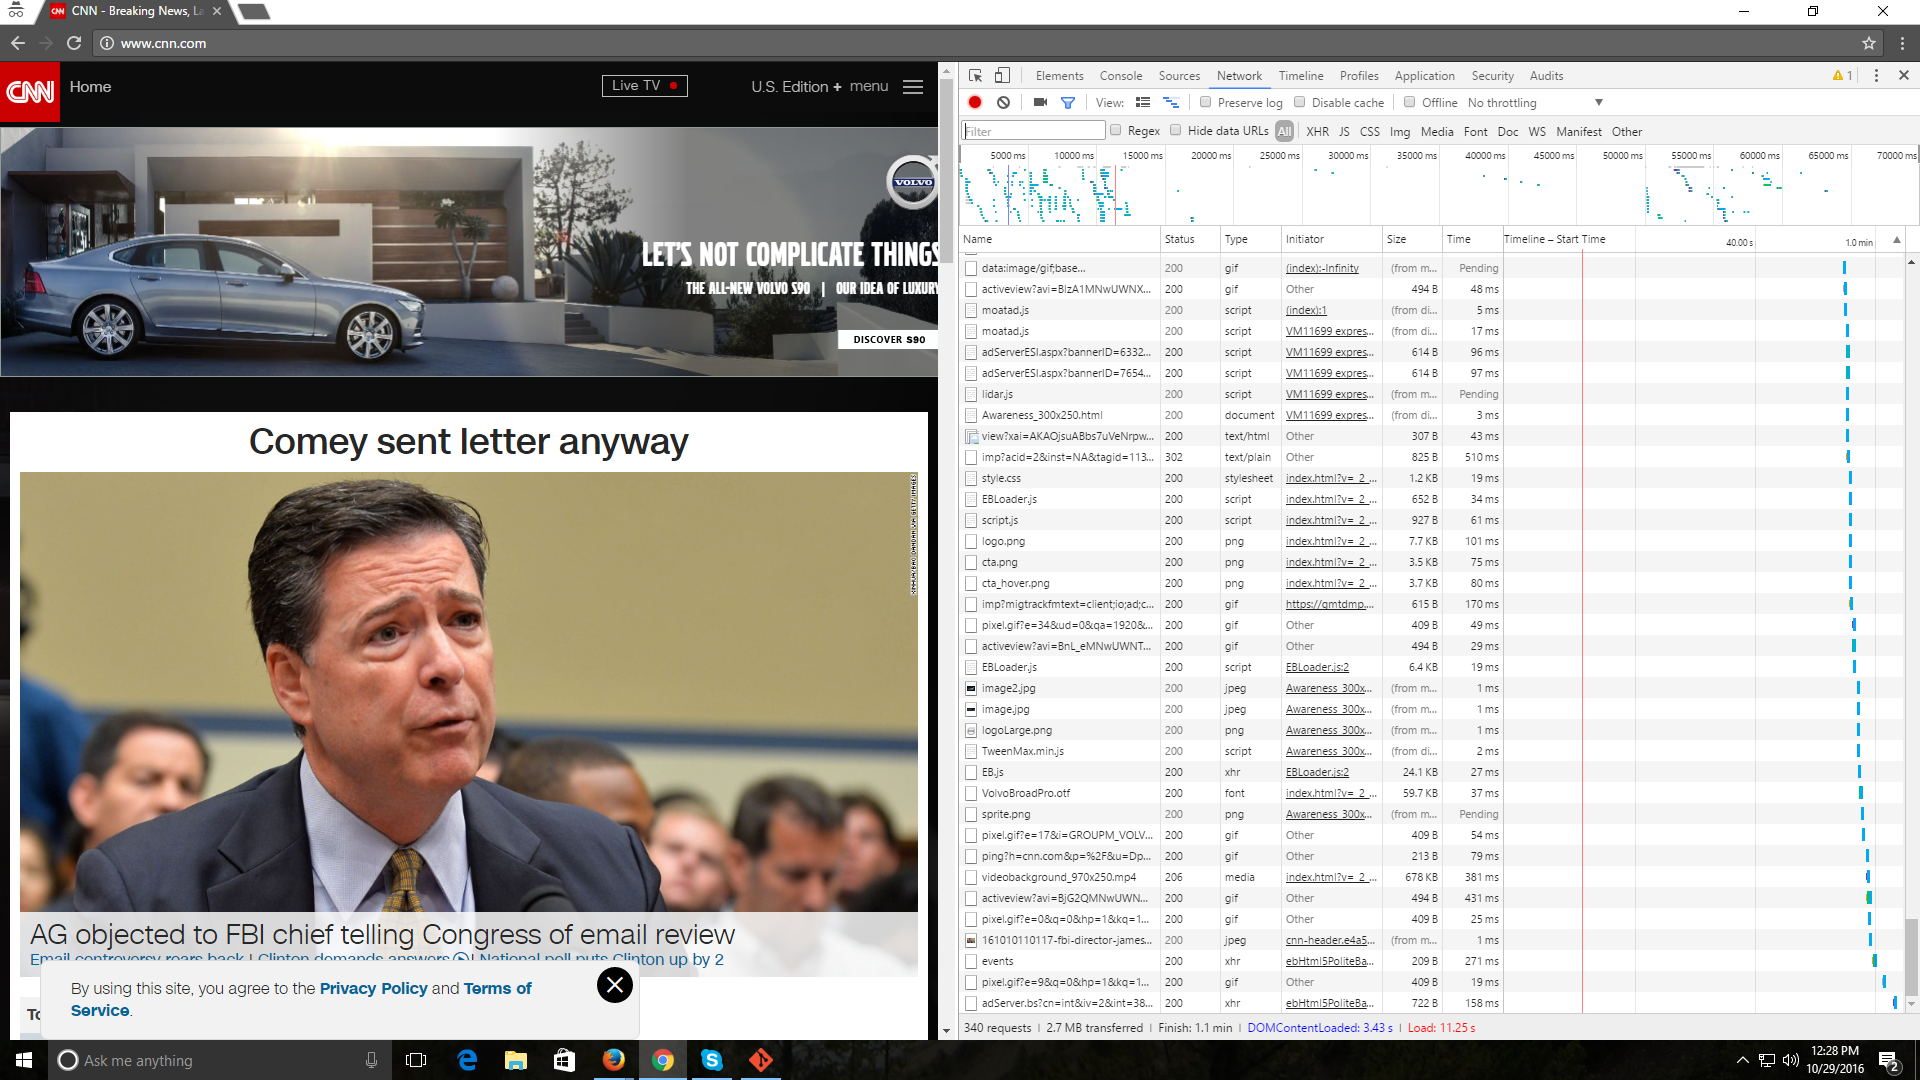 CNN - Breaking News, La
www.cnn.com
CNN
Home
Live TV
U.S. Edition +
menu
VOLVO
LET'S NOT COMPLICATE THINGS
THE ALL-NEW VOLVO S90 | OUR IDEA OF LUXURY
DISCOVER S90
Comey sent letter anyway
AG objected to FBI chief telling Congress of email review
Email controversy roars back | Clinton demands answers | National poll puts Clinton up by 2
By using this site, you agree to the Privacy Policy and Terms of
Service.
To
Elements Console Sources Network Timeline Profiles Application Security Audits 1
View: Preserve log Disable cache Offline No throttling
Filter Regex Hide data URLs All XHR JS CSS Img Media Font Doc WS Manifest Other
5000 ms 10000 ms 15000 ms 20000 ms 25000 ms 30000 ms 35000 ms 40000 ms 45000 ms 50000 ms 55000 ms 60000 ms 65000 ms 70000 ms
Name Status Type Initiator Size Time Timeline – Start Time 40.00 s 1.0 min
data:image/gif;base... 200 gif (index):-Infinity (from m... Pending
activeview?avi=BIzA1MNwUWNX... 200 gif Other 494 B 48 ms
moatad.js 200 script (index):1 (from di... 5 ms
moatad.js 200 script VM11699 expres... (from di... 17 ms
adServerESI.aspx?bannerID=6332... 200 script VM11699 expres... 614 B 96 ms
adServerESI.aspx?bannerID=7654... 200 script VM11699 expres... 614 B 97 ms
lidar.js 200 script VM11699 expres... (from m... Pending
Awareness_300x250.html 200 document VM11699 expres... (from di... 3 ms
view?xai=AKAOjsuABbs7uVeNrpw... 200 text/html Other 307 B 43 ms
imp?acid=2&inst=NA&tagid=113... 302 text/plain Other 825 B 510 ms
style.css 200 stylesheet index.html?v=_2_... 1.2 KB 19 ms
EBLoader.js 200 script index.html?v=_2_... 652 B 34 ms
script.js 200 script index.html?v=_2_... 927 B 61 ms
logo.png 200 png index.html?v=_2_... 7.7 KB 101 ms
cta.png 200 png index.html?v=_2_... 3.5 KB 75 ms
cta_hover.png 200 png index.html?v=_2_... 3.7 KB 80 ms
imp?migtrackfmtext=client;io;ad;c... 200 gif https://qmtdmp.... 615 B 170 ms
pixel.gif?e=34&ud=0&qa=1920&... 200 gif Other 409 B 49 ms
activeview?avi=BnL_eMNwUWNT... 200 gif Other 494 B 29 ms
EBLoader.js 200 script EBLoader.js:2 6.4 KB 19 ms
image2.jpg 200 jpeg Awareness_300x... (from m... 1 ms
image.jpg 200 jpeg Awareness_300x... (from m... 1 ms
logoLarge.png 200 png Awareness_300x... (from m... 1 ms
TweenMax.min.js 200 script Awareness_300x... (from di... 2 ms
EB.js 200 xhr EBLoader.js:2 24.1 KB 27 ms
VolvoBroadPro.otf 200 font index.html?v=_2_... 59.7 KB 37 ms
sprite.png 200 png Awareness_300x... (from m... Pending
pixel.gif?e=17&i=GROUPM_VOLV... 200 gif Other 409 B 54 ms
ping?h=cnn.com&p=%2F&u=Dp... 200 gif Other 213 B 79 ms
videobackground_970x250.mp4 206 media index.html?v=_2_... 678 KB 381 ms
activeview?avi=BjG2QMNwUWN... 200 gif Other 494 B 431 ms
pixel.gif?e=0&q=0&hp=1&kq=1... 200 gif Other 409 B 25 ms
161010110117-fbi-director-james... 200 jpeg cnn-header.e4a5... (from m... 1 ms
events 200 xhr ebHtml5PoliteBa... 209 B 271 ms
pixel.gif?e=9&q=0&hp=1&kq=1... 200 gif Other 409 B 19 ms
adServer.bs?cn=int&iv=2&int=38... 200 xhr ebHtml5PoliteBa... 722 B 158 ms
340 requests | 2.7 MB transferred | Finish: 1.1 min | DOMContentLoaded: 3.43 s | Load: 11.25 s
Ask me anything
12:28 PM
10/29/2016
2